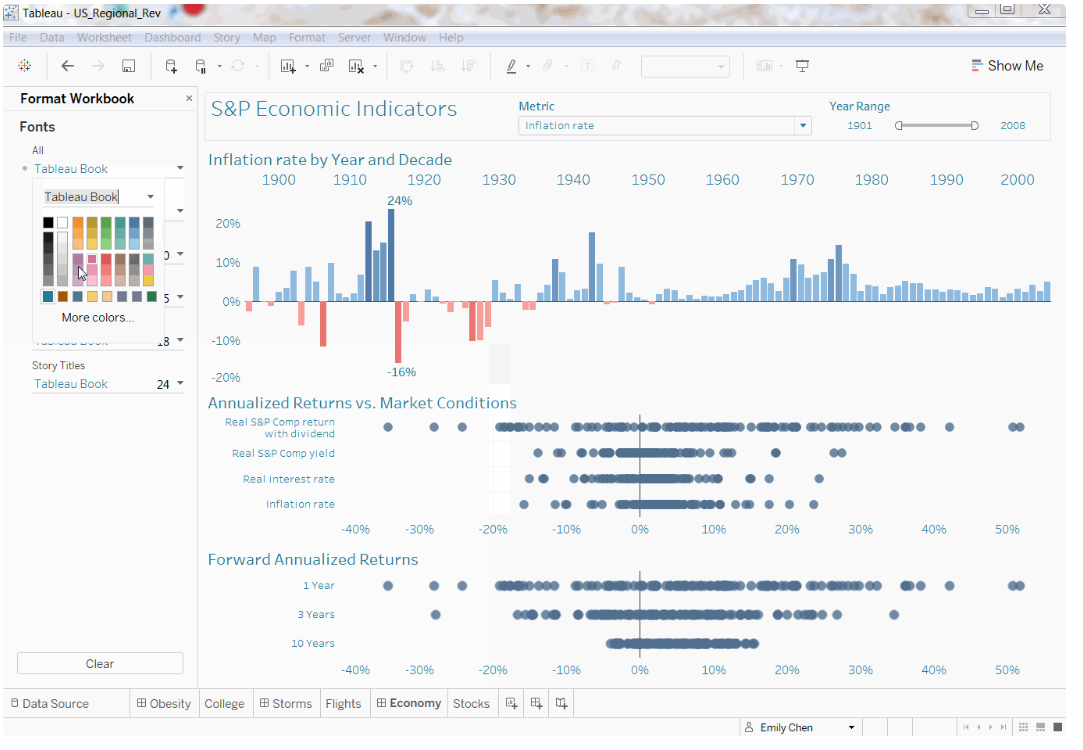 Tableau - US_Regional_Rev
File Data Worksheet Dashboard Story Map Format Server Window Help
Show Me
Format Workbook
Fonts
All
Tableau Book
Tableau Book
0
5
More colors...
Tableau Book 18
Story Titles
Tableau Book 24
Clear
S&P Economic Indicators
Metric
Inflation rate
Year Range
1901 2008
Inflation rate by Year and Decade
1900 1910 1920 1930 1940 1950 1960 1970 1980 1990 2000
24%
20%
10%
0%
-10%
-16%
-20%
Annualized Returns vs. Market Conditions
Real S&P Comp return
with dividend
Real S&P Comp yield
Real interest rate
Inflation rate
-40% -30% -20% -10% 0% 10% 20% 30% 40% 50%
Forward Annualized Returns
1 Year
3 Years
10 Years
-40% -30% -20% -10% 0% 10% 20% 30% 40% 50%
Data Source Obesity College Storms Flights Economy Stocks
Emily Chen